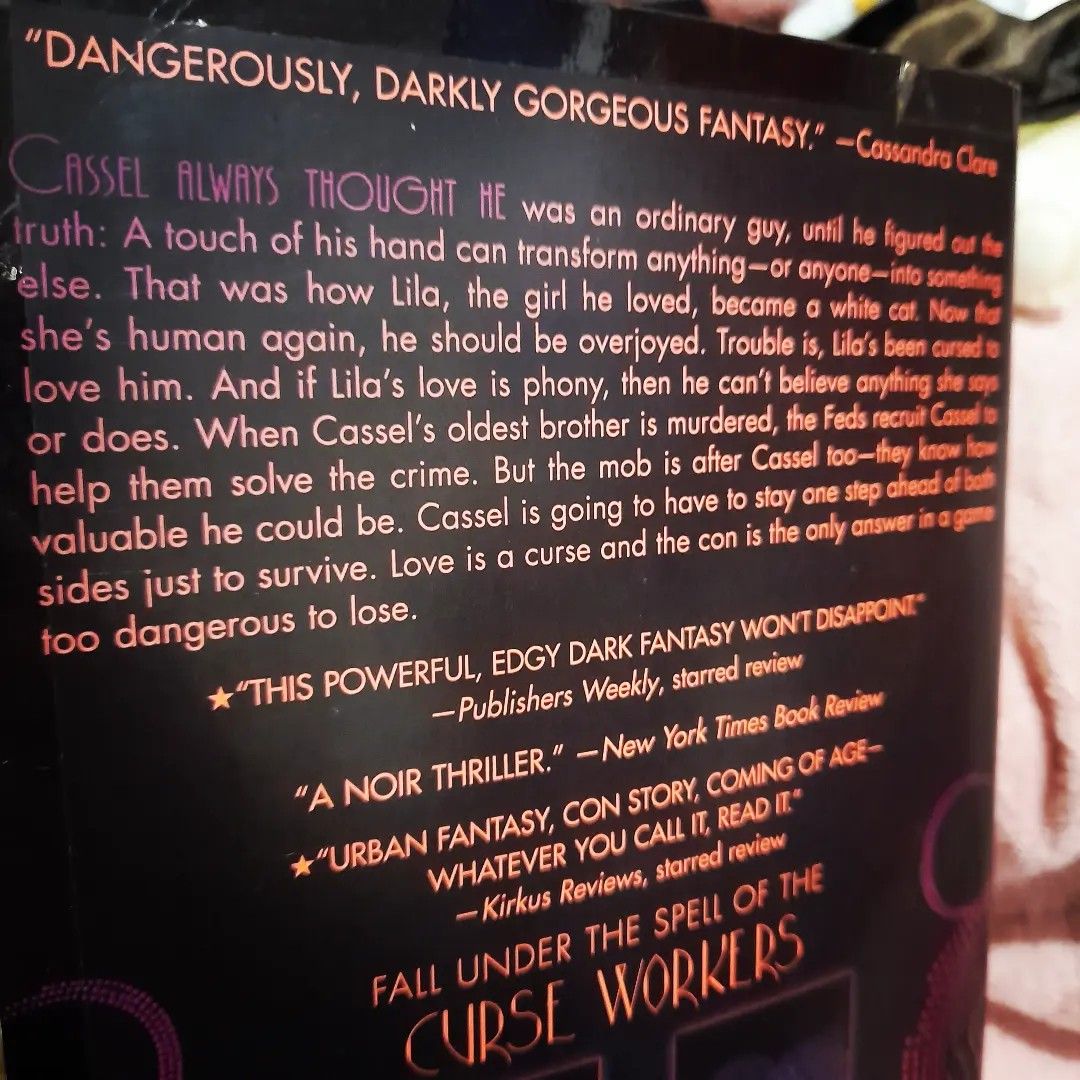 “DANGEROUSLY, DARKLY GORGEOUS FANTASY.” —Cassandra Clare
CASSEL ALWAYS THOUGHT HE was an ordinary guy, until he figured out the
truth: A touch of his hand can transform anything—or anyone—into something
else. That was how Lila, the girl he loved, became a white cat. Now that
she’s human again, he should be overjoyed. Trouble is, Lila’s been cursed to
love him. And if Lila’s love is phony, then he can’t believe anything she says
or does. When Cassel’s oldest brother is murdered, the Feds recruit Cassel to
help them solve the crime. But the mob is after Cassel too—they know how
valuable he could be. Cassel is going to have to stay one step ahead of both
sides just to survive. Love is a curse and the con is the only answer in a game
too dangerous to lose.
★“THIS POWERFUL, EDGY DARK FANTASY WON’T DISAPPOINT.”
—Publishers Weekly, starred review
“A NOIR THRILLER.” —New York Times Book Review
★“URBAN FANTASY, CON STORY, COMING OF AGE—
WHATEVER YOU CALL IT, READ IT.”
—Kirkus Reviews, starred review
FALL UNDER THE SPELL OF THE
CURSE WORKERS